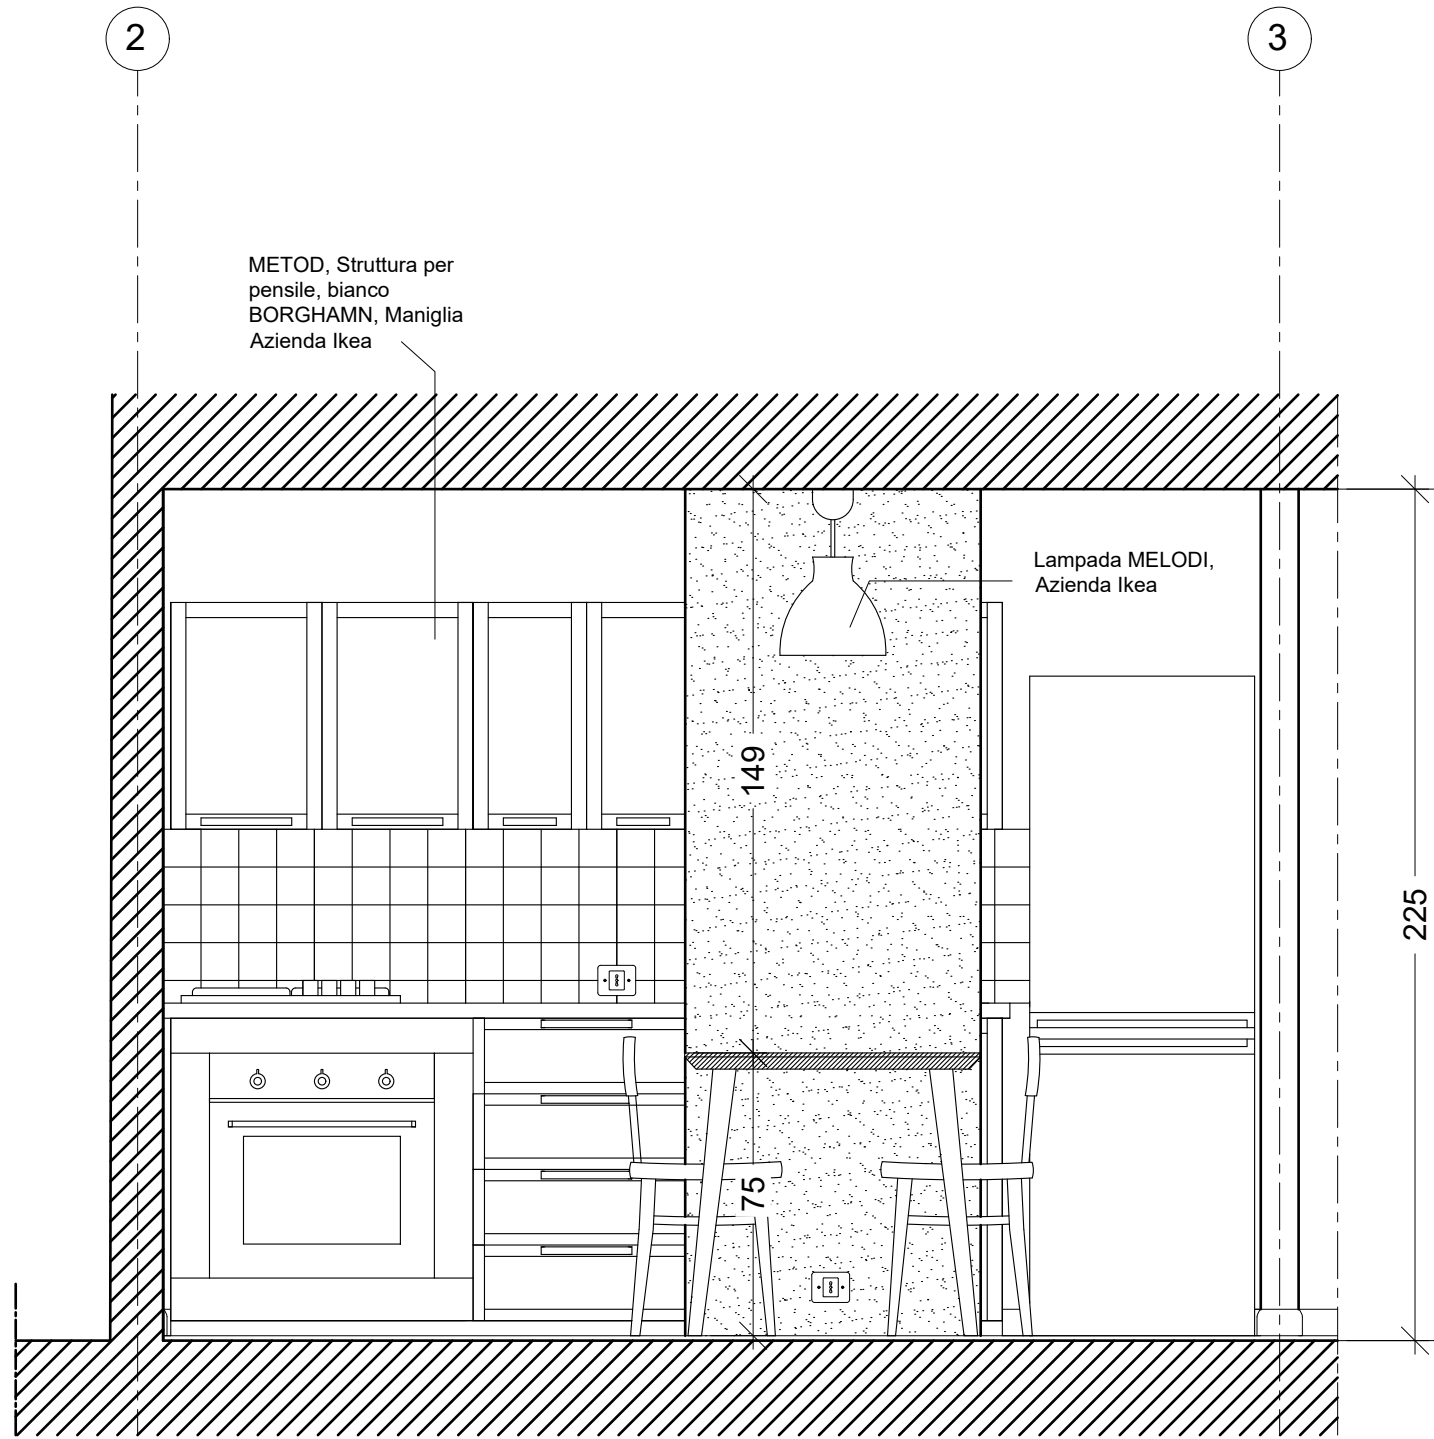 2
3
METOD, Struttura per
pensile, bianco
BORGHAMN, Maniglia
Azienda Ikea
Lampada MELODI,
Azienda Ikea
149
225
75